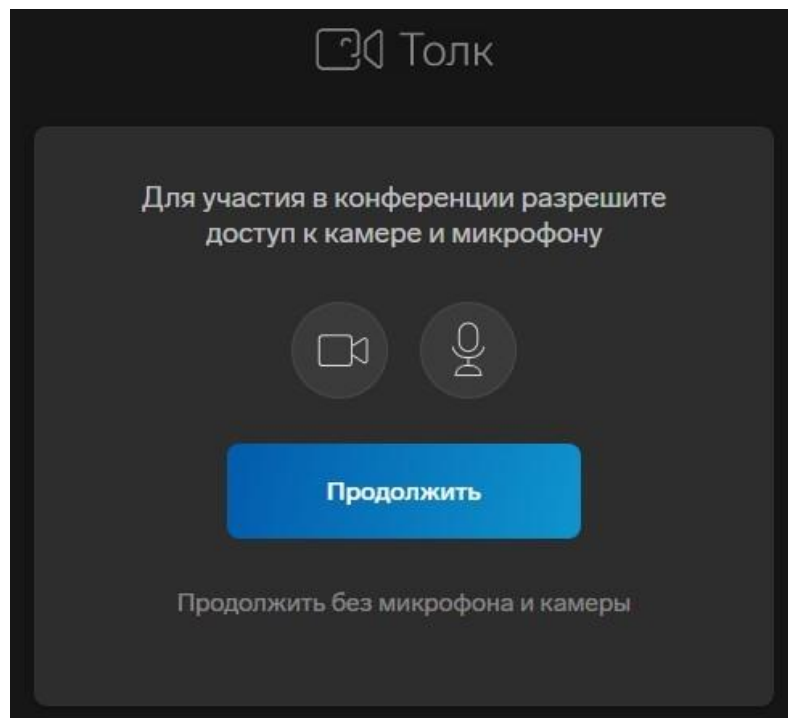 Толк
Для участия в конференции разрешите
доступ к камере и микрофону
Продолжить
Продолжить без микрофона и камеры